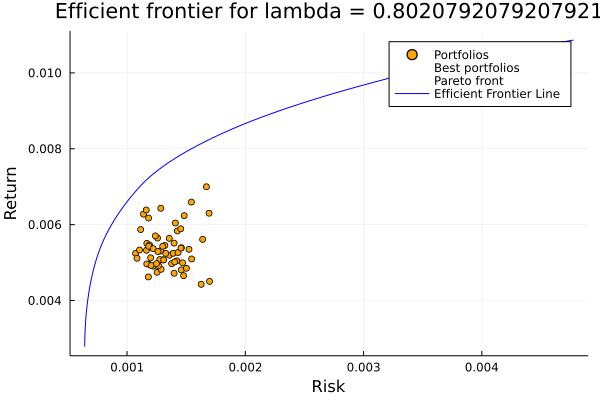 Efficient frontier for lambda = 0.8020792079207921
0.010
0.008
0.006
0.004
Return
Portfolios
Best portfolios
Pareto front
Efficient Frontier Line
0.001
0.002
0.003
0.004
Risk